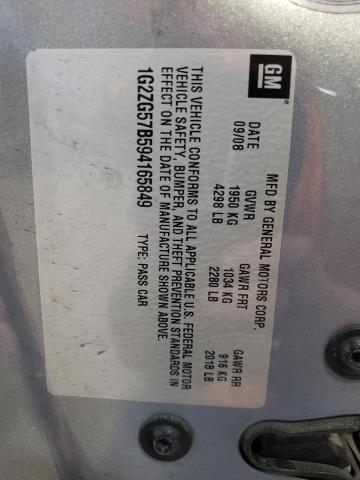 GM
MFD BY GENERAL MOTORS CORP.
DATE GVWR GAWR FRT GAWR RR
09/08 1950 KG 1034 KG 916 KG
4298 LB 2280 LB 2018 LB
THIS VEHICLE CONFORMS TO ALL APPLICABLE U.S. FEDERAL MOTOR
VEHICLE SAFETY, BUMPER, AND THEFT PREVENTION STANDARDS IN
EFFECT ON THE DATE OF MANUFACTURE SHOWN ABOVE.
1G2ZG57B594165849 TYPE: PASS CAR